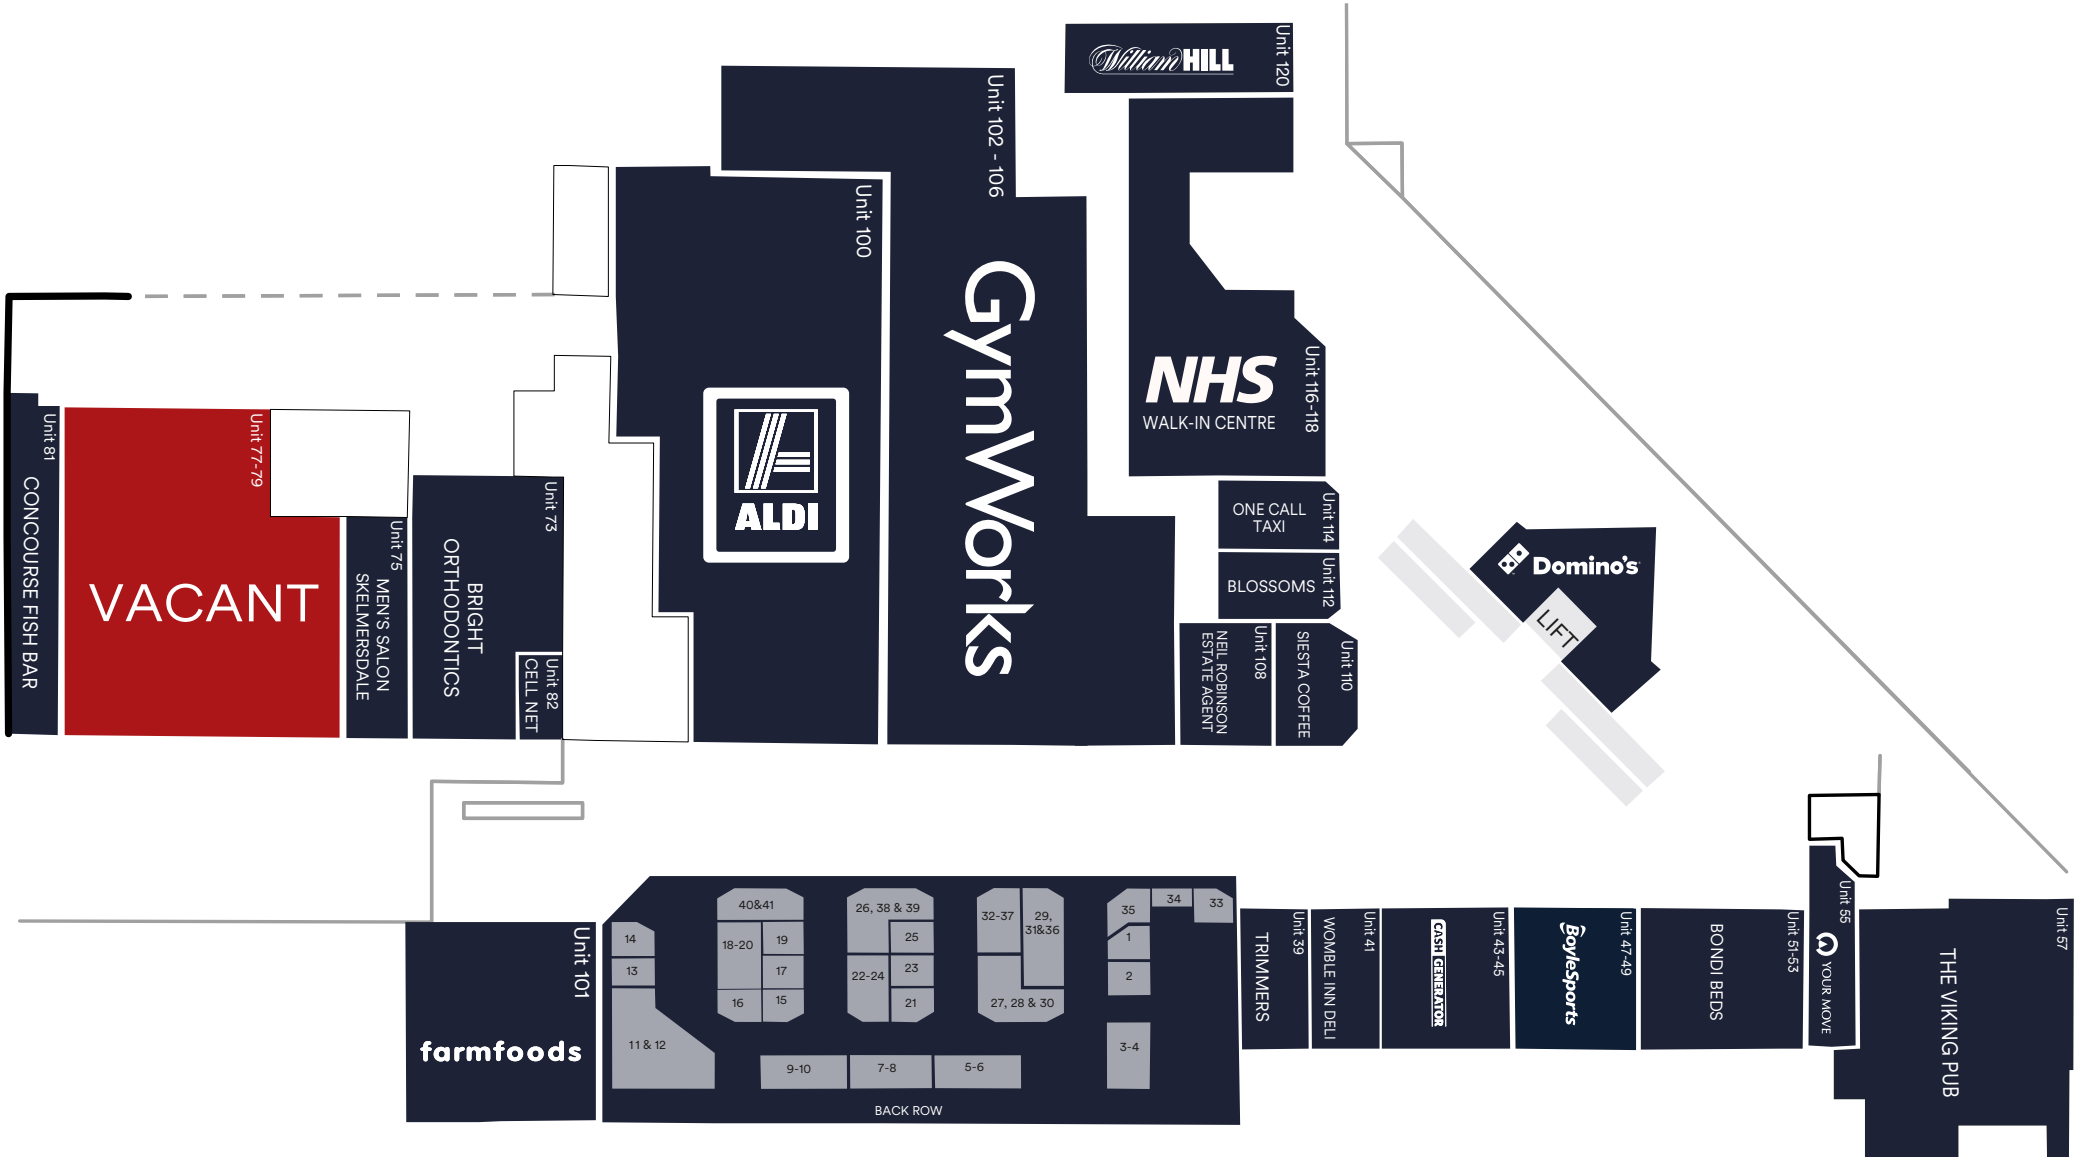 William HILL
Unit 120
Unit 102 - 106
GymWorks
Unit 100
ALDI
NHS
WALK-IN CENTRE
Unit 116-118
Unit 81
CONCOURSE FISH BAR
Unit 77-79
VACANT
Unit 75
MEN'S SALON
SKELMERSDALE
Unit 73
BRIGHT
ORTHODONTICS
Unit 82
CELL NET
ONE CALL
TAXI
Unit 114
BLOSSOMS
Unit 112
Unit 108
NEIL ROBINSON
ESTATE AGENT
Unit 110
SIESTA COFFEE
Domino's
LIFT
Unit 101
farmfoods
14
13
11 & 12
40&41
18-20
19
17
16
15
26, 38 & 39
25
22-24
23
21
32-37
29,
31&36
27, 28 & 30
35
34
33
1
2
3-4
9-10
7-8
5-6
BACK ROW
Unit 39
TRIMMERS
Unit 41
WOMBLE INN DELI
Unit 43-45
CASH GENERATOR
Unit 47-49
BoyleSports
Unit 51-53
BONDI BEDS
Unit 55
YOUR MOVE
Unit 57
THE VIKING PUB